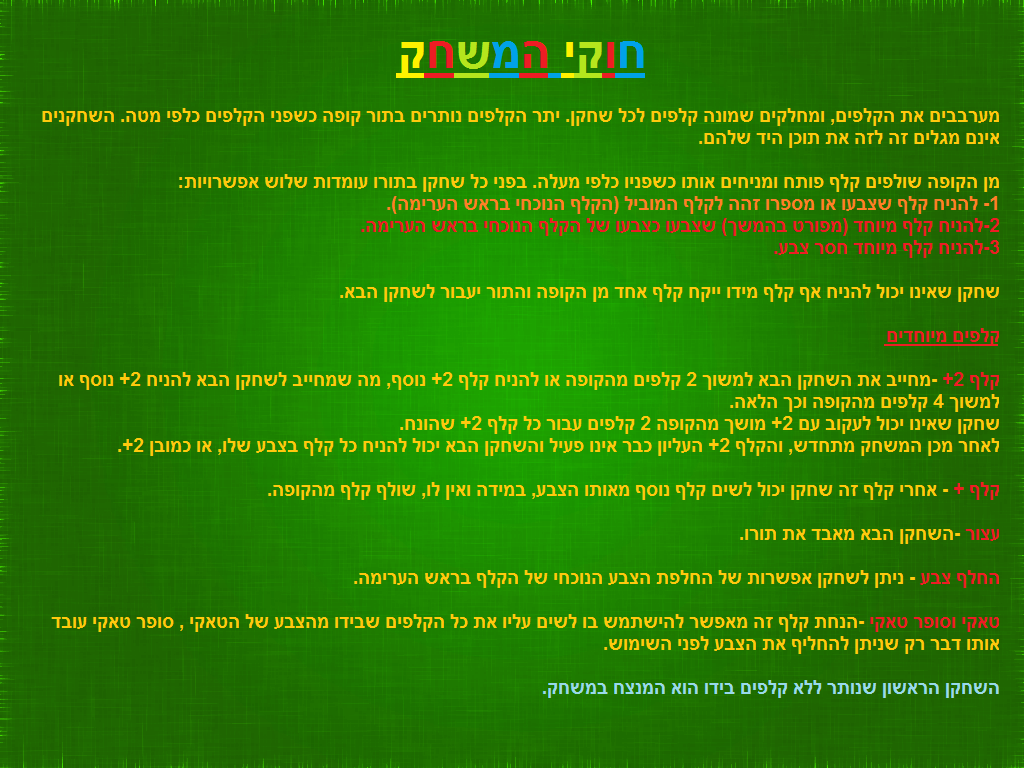 חוקי המשחק
מערבבים את הקלפים, ומחלקים שמונה קלפים לכל שחקן. יתר הקלפים נותרים בתור קופה כשפני הקלפים כלפי מטה. השחקנים
אינם מגלים זה לזה את תוכן היד שלהם.
מן הקופה שולפים קלף פותח ומניחים אותו כשפניו כלפי מעלה. בפני כל שחקן בתורו עומדות שלוש אפשרויות:
1- להניח קלף שצבעו או מספרו זהה לקלף המוביל (הקלף הנוכחי בראש הערימה).
2-להניח קלף מיוחד (מפורט בהמשך) שצבעו כצבעו של הקלף הנוכחי בראש הערימה.
3-להניח קלף מיוחד חסר צבע.
שחקן שאינו יכול להניח אף קלף מידו ייקח קלף אחד מן הקופה והתור יעבור לשחקן הבא.
קלפים מיוחדים
קלף 2+ -מחייב את השחקן הבא למשוך 2 קלפים מהקופה או להניח קלף 2+ נוסף, מה שמחייב לשחקן הבא להניח 2+ נוסף או
למשוך 4 קלפים מהקופה וכך הלאה.
שחקן שאינו יכול לעקוב עם 2+ מושך מהקופה 2 קלפים עבור כל קלף 2+ שהונח.
לאחר מכן המשחק מתחדש, והקלף 2+ העליון כבר אינו פעיל והשחקן הבא יכול להניח כל קלף בצבע שלו, או כמובן 2+.
קלף + - אחרי קלף זה שחקן יכול לשים קלף נוסף מאותו הצבע, במידה ואין לו, שולף קלף מהקופה.
עצור -השחקן הבא מאבד את תורו.
החלף צבע - ניתן לשחקן אפשרות של החלפת הצבע הנוכחי של הקלף בראש הערימה.
טאקי וסופר טאקי -הנחת קלף זה מאפשר להישתמש בו לשים עליו את כל הקלפים שבידו מהצבע של הטאקי , סופר טאקי עובד
אותו דבר רק שניתן להחליף את הצבע לפני השימוש.
השחקן הראשון שנותר ללא קלפים בידו הוא המנצח במשחק.